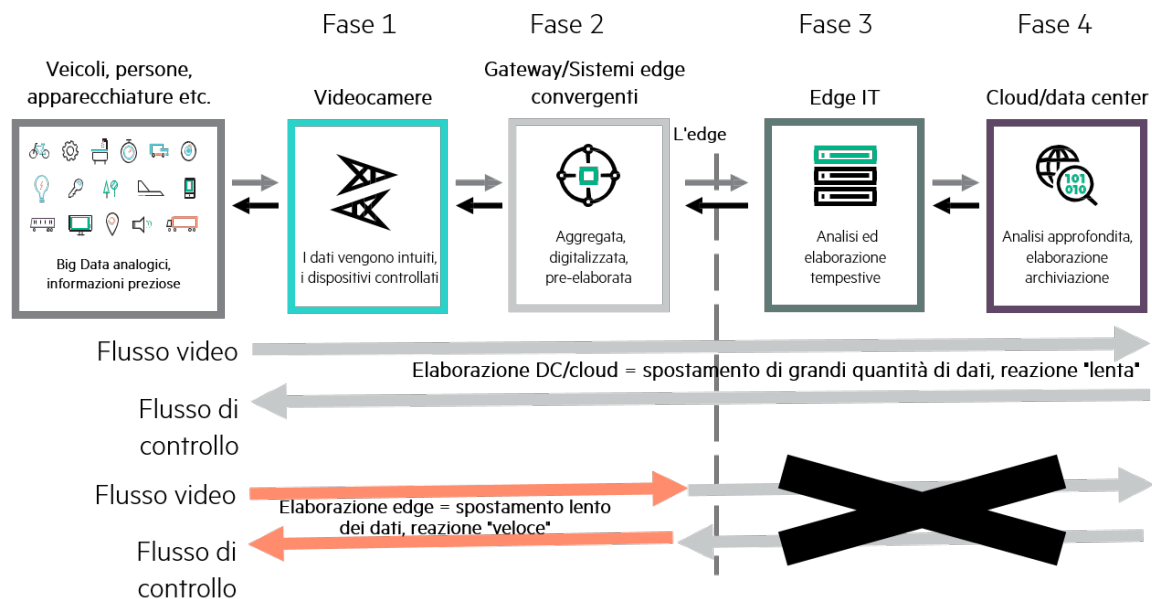 Fase 1
Fase 2
Fase 3
Fase 4
Veicoli, persone,
apparecchiature etc.
Videocamere
Gateway/Sistemi edge
convergenti
Edge IT
Cloud/data center
L'edge
Big Data analogici,
informazioni preziose
I dati vengono intuiti,
i dispositivi controllati
Aggregata,
digitalizzata,
pre-elaborata
Analisi ed
elaborazione
tempestive
101
010
Analisi approfondita,
elaborazione
archiviazione
Flusso video
Elaborazione DC/cloud = spostamento di grandi quantità di dati, reazione "lenta"
Flusso di
controllo
Flusso video
Elaborazione edge = spostamento lento
dei dati, reazione "veloce"
Flusso di
controllo